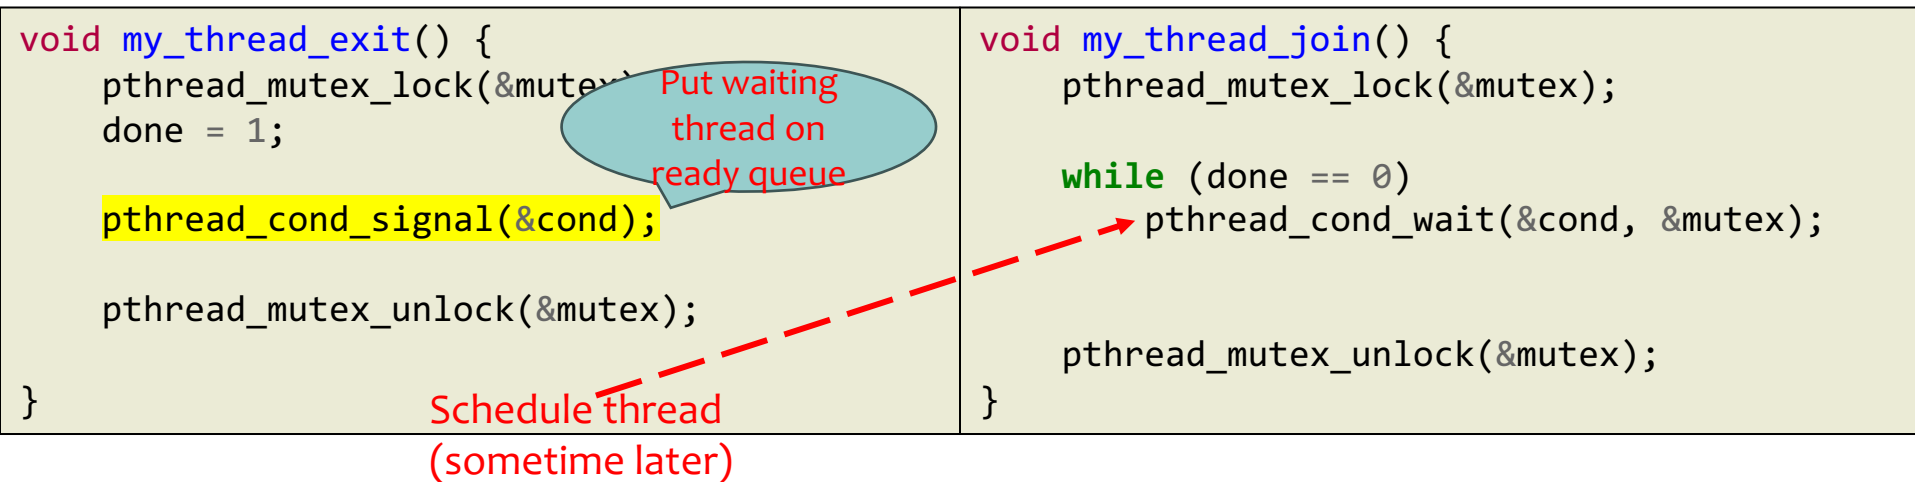 void my_thread_exit() {
pthread_mutex_lock(&mutex)
done = 1;
pthread_cond_signal(&cond);
pthread_mutex_unlock(&mutex);
}
Put waiting
thread on
ready queue
void my_thread_join() {
pthread_mutex_lock(&mutex);
while (done == 0)
pthread_cond_wait(&cond, &mutex);
pthread_mutex_unlock(&mutex);
}
Schedule thread
(sometime later)